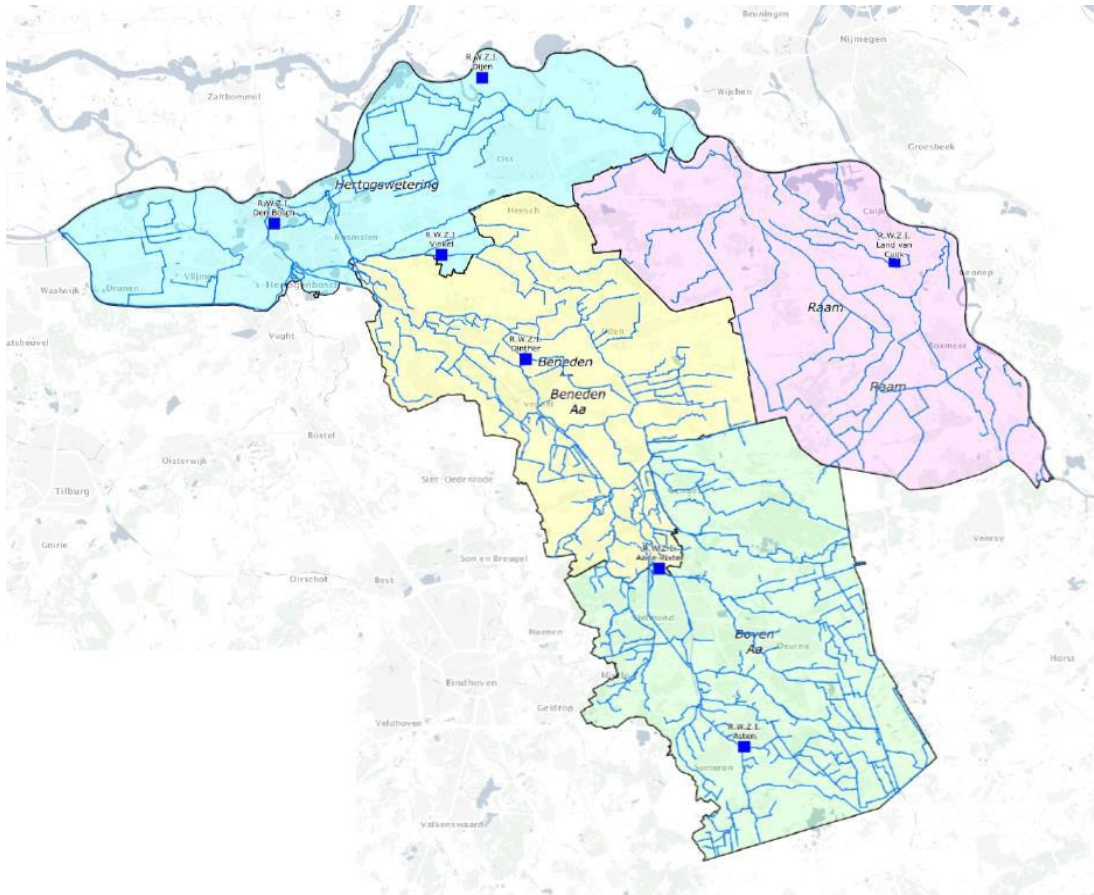 Beuningen
Nijmegen
R.W.Z.I.
Dijen
Zaltbommel
Wijchen
Groesbeek
Oss
Hertogswetering
R.W.Z.I.
Den Bosch
Heesch
Cuijk
R.W.Z.I.
Vinkel
Rosmalen
R.W.Z.I.
Land van
Cuijk
Gennep
Vlijmen
Waalwijk
Drunen
's-Hertogenbosch
Raam
Vught
Uden
R.W.Z.I.
Dinther
Boxmeer
Beneden
Raam
Beneden
Aa
Veghel
Boxtel
Oisterwijk
Sint-Oedenrode
Tilburg
Gemert
Venray
Goirle
R.W.Z.I.
Aarle-Rixtel
Son en Breugel
Oirschot
Best
Helmond
Nuenen
Boven
Aa
Deurne
Horst
Mierlo
Eindhoven
Geldrop
Veldhoven
R.W.Z.I.
Asten
Someren
Valkenswaard